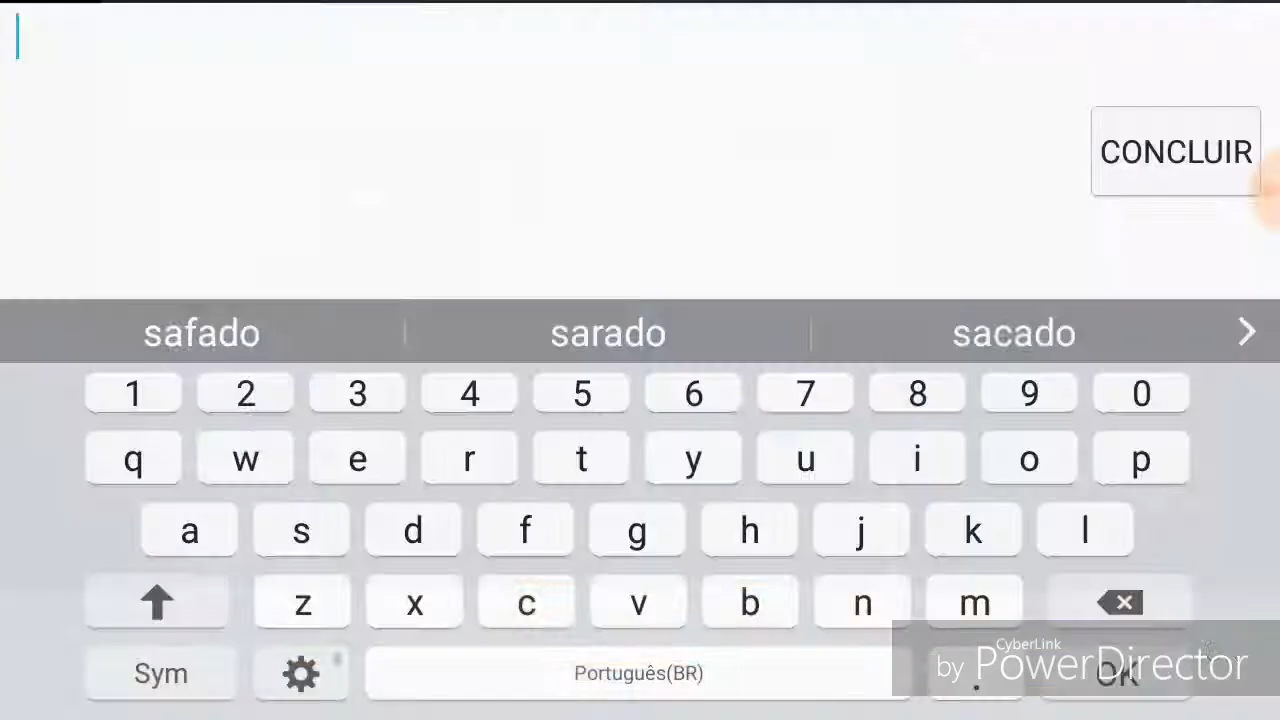 CONCLUIR
safado sarado sacado
1 2 3 4 5 6 7 8 9 0
q w e r t y u i o p
a s d f g h j k l
z x c v b n m
Sym Português(BR) . OK
CyberLink
by PowerDirector